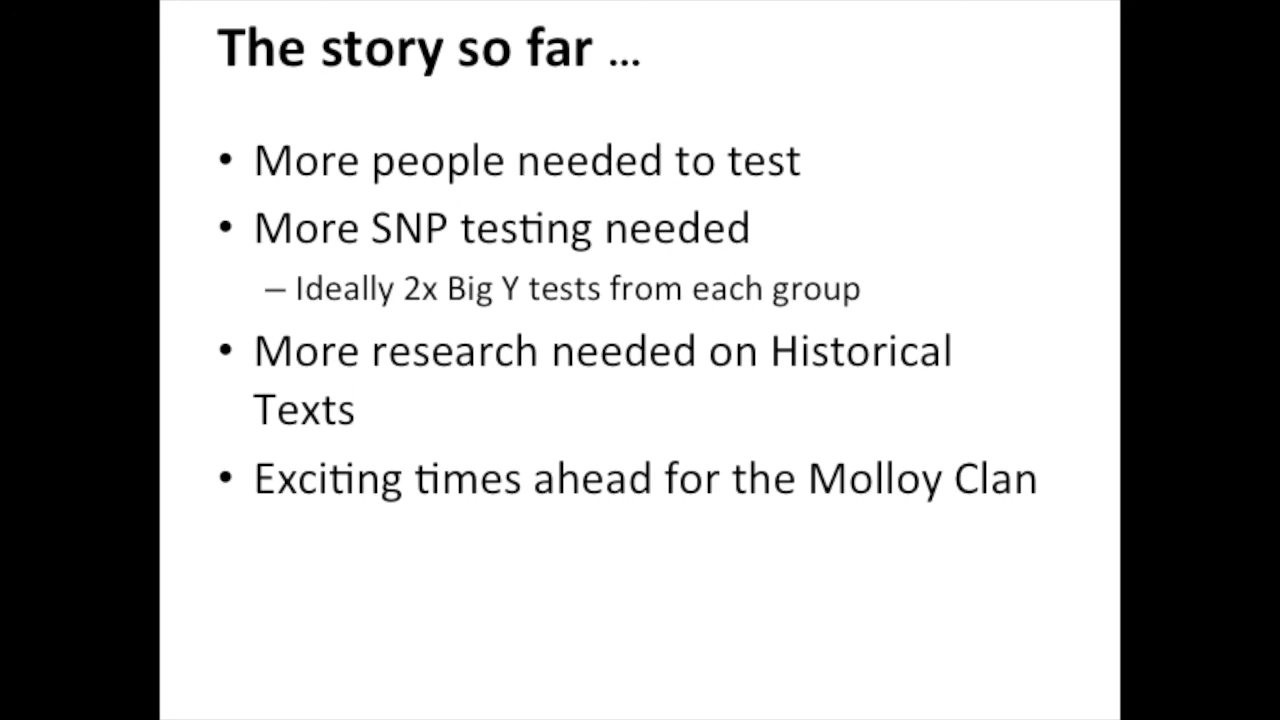 The story so far ...
• More people needed to test
• More SNP testing needed
– Ideally 2x Big Y tests from each group
• More research needed on Historical
Texts
• Exciting times ahead for the Molloy Clan